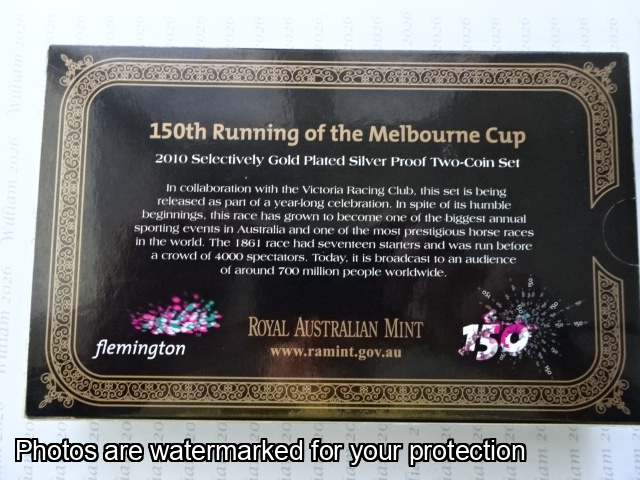 150th Running of the Melbourne Cup
2010 Selectively Gold Plated Silver Proof Two-Coin Set
In collaboration with the Victoria Racing Club, this set is being
released as part of a year-long celebration. In spite of its humble
beginnings, this race has grown to become one of the biggest annual
sporting events in Australia and one of the most prestigious horse races
in the world. The 1861 race had seventeen starters and was run before
a crowd of 4000 spectators. Today, it is broadcast to an audience
of around 700 million people worldwide.
flemington
ROYAL AUSTRALIAN MINT
www.ramint.gov.au
150
Photos are watermarked for your protection
William 2026